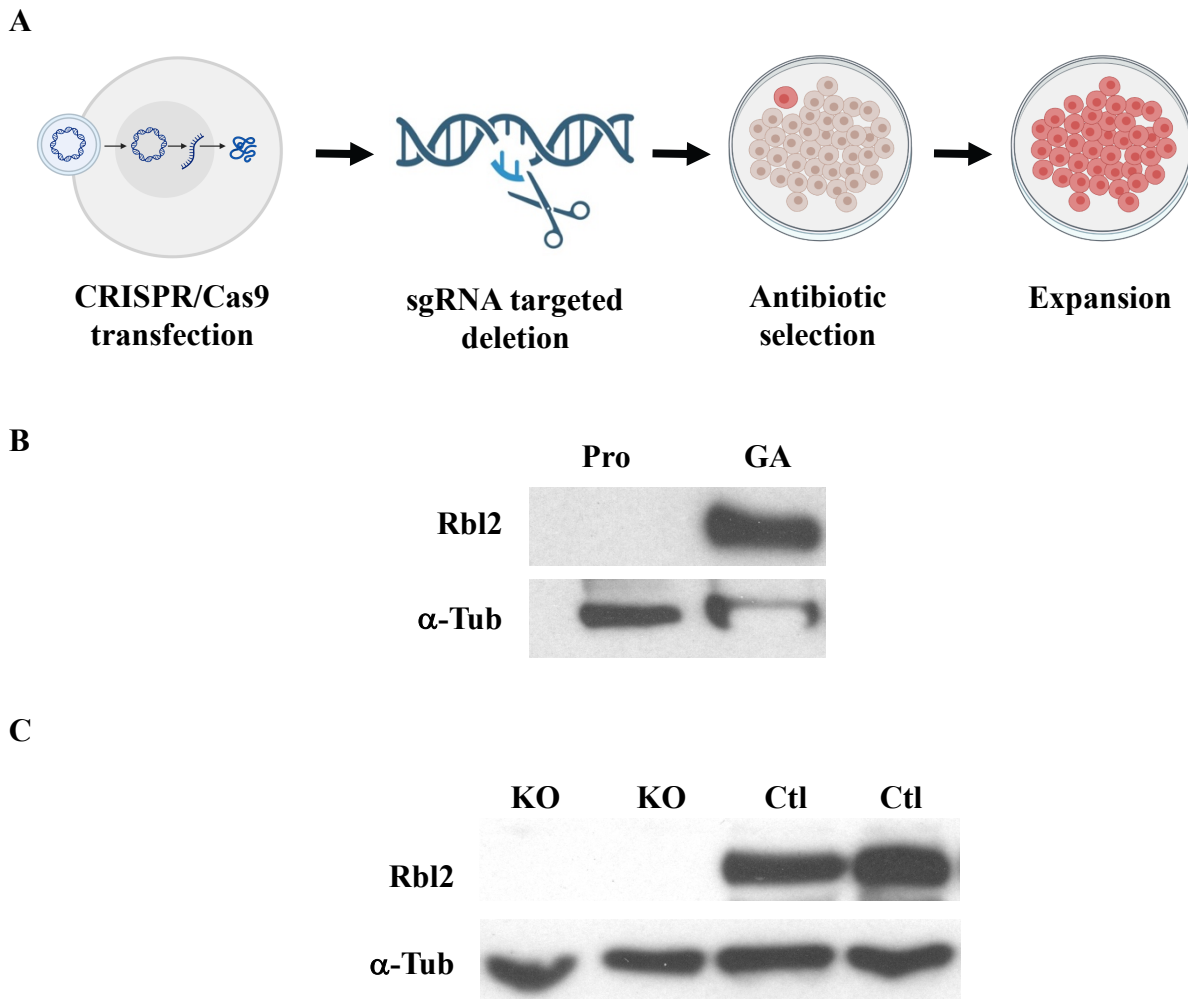 A
CRISPR/Cas9
transfection
sgRNA targeted
deletion
Antibiotic
selection
Expansion
B
Pro GA
Rbl2
α-Tub
C
KO KO Ctl Ctl
Rbl2
α-Tub